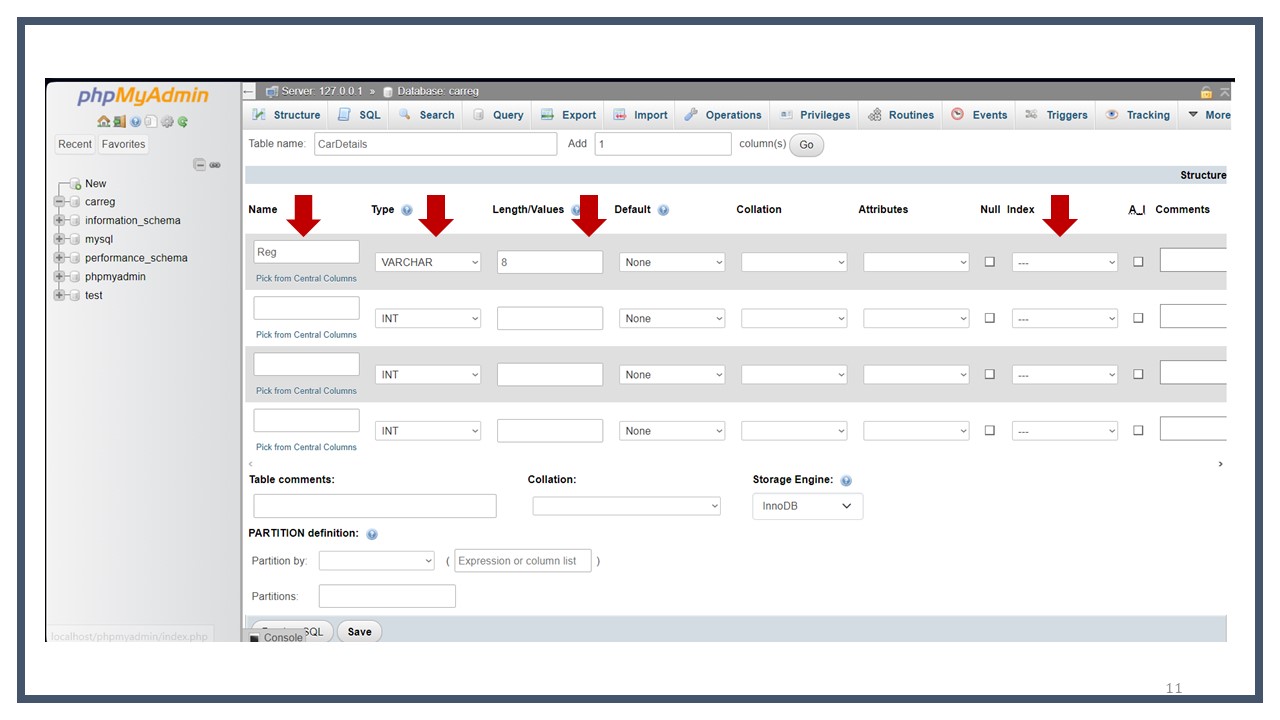 phpMyAdmin
Recent Favorites
New
carreg
information_schema
mysql
performance_schema
phpmyadmin
test
localhost/phpmyadmin/index.php
Server: 127.0.0.1 » Database: carreg
Structure SQL Search Query Export Import Operations Privileges Routines Events Triggers Tracking More
Table name: CarDetails Add 1 column(s) Go
Structure
Name Type Length/Values Default Collation Attributes Null Index A_I Comments
Reg VARCHAR 8 None ---
Pick from Central Columns
INT None ---
Pick from Central Columns
INT None ---
Pick from Central Columns
INT None ---
Pick from Central Columns
Table comments: Collation: Storage Engine:
InnoDB
PARTITION definition:
Partition by: ( Expression or column list )
Partitions:
SQL Save
Console
11